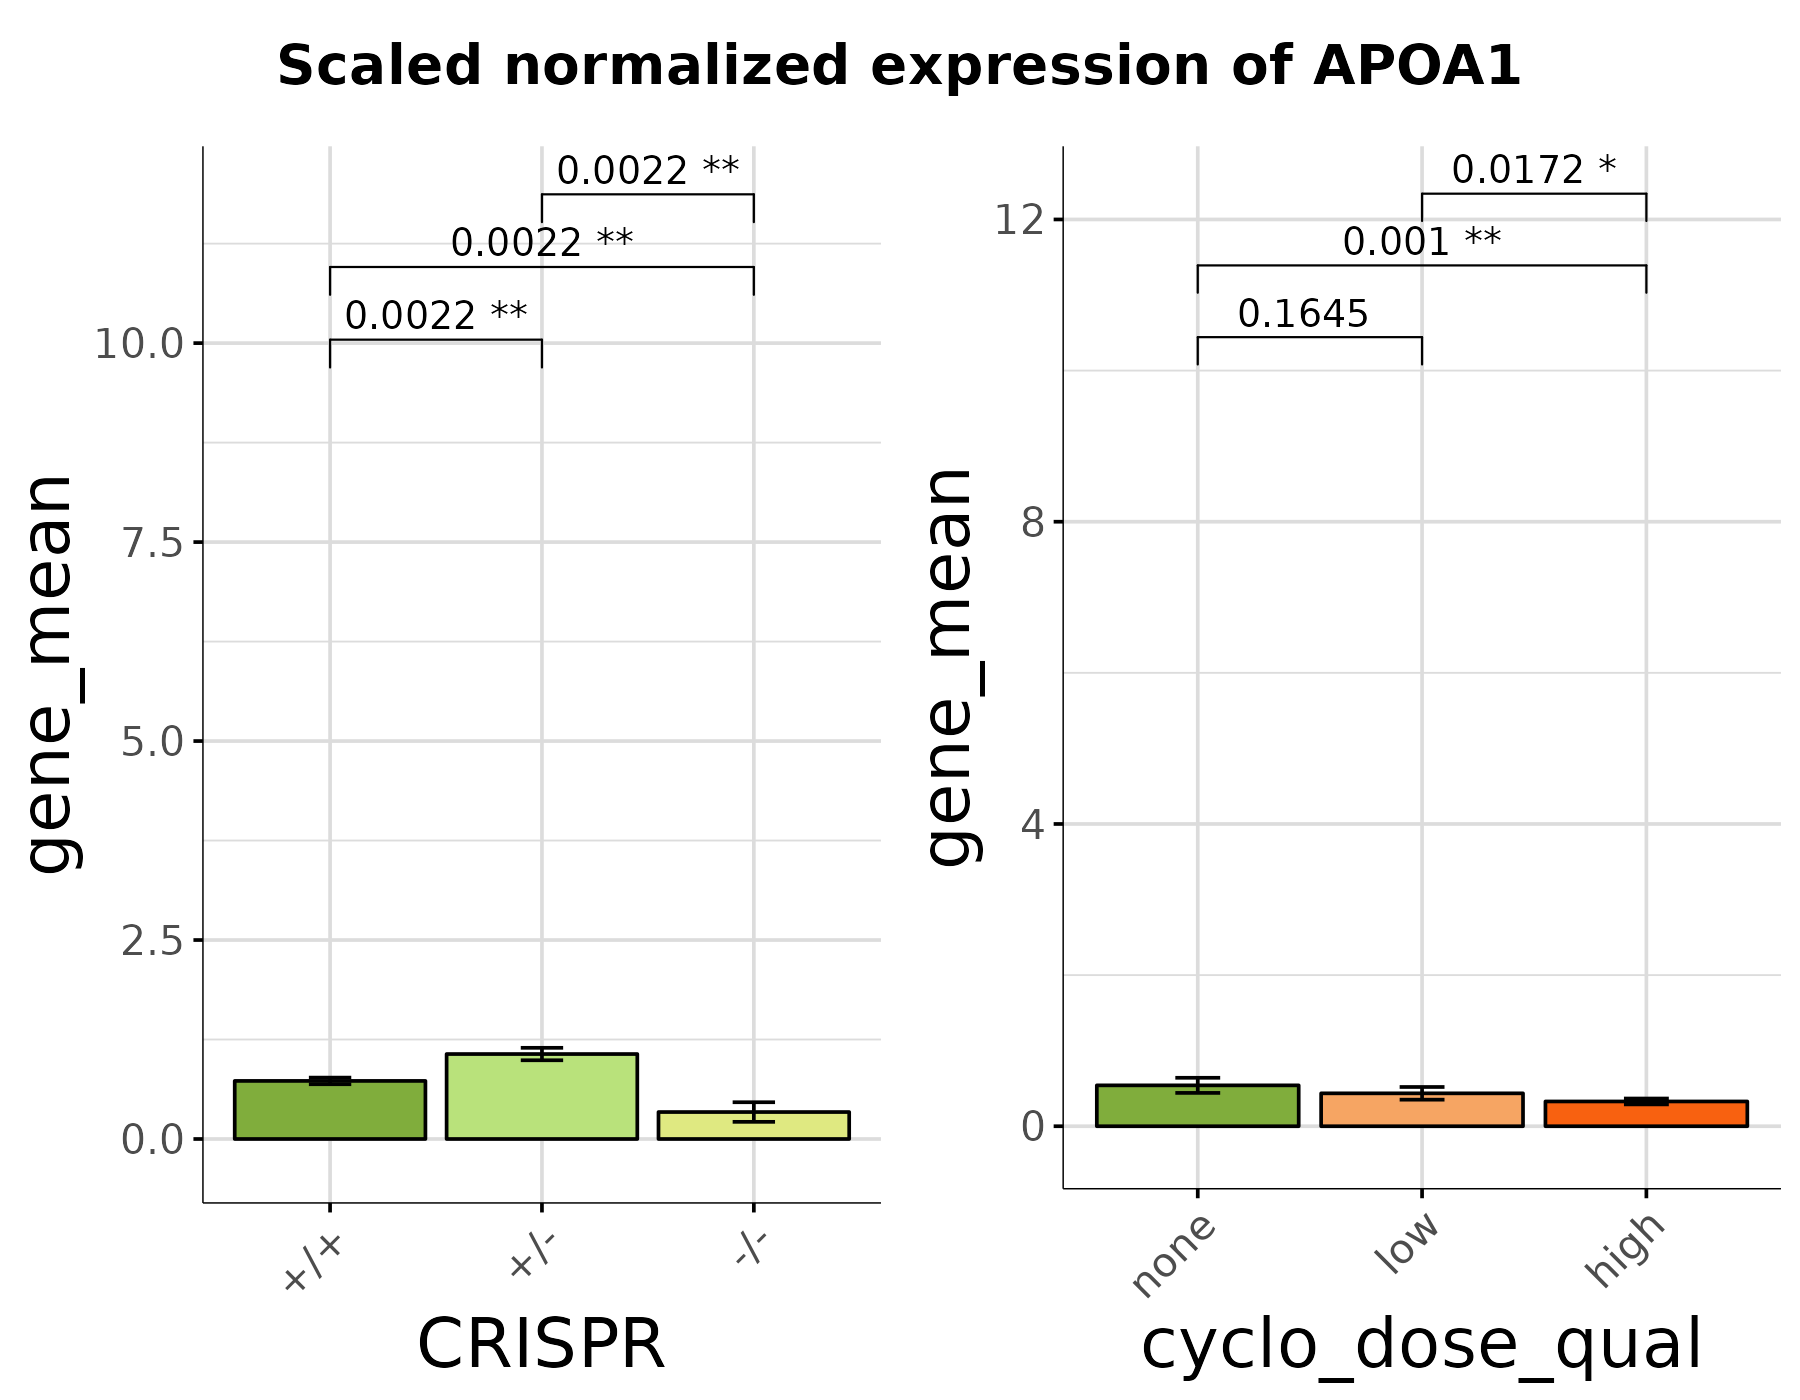 Scaled normalized expression of APOA1
gene_mean
10.0
7.5
5.0
2.5
0.0
0.0022 **
0.0022 **
0.0022 **
+/+
+/-
-/-
CRISPR
gene_mean
12
8
4
0
0.0172 *
0.001 **
0.1645
none
low
high
cyclo_dose_qual